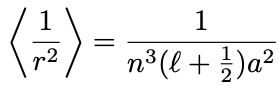 ⟨1/r²⟩ = 1/(n³(ℓ + 1/2)a²)